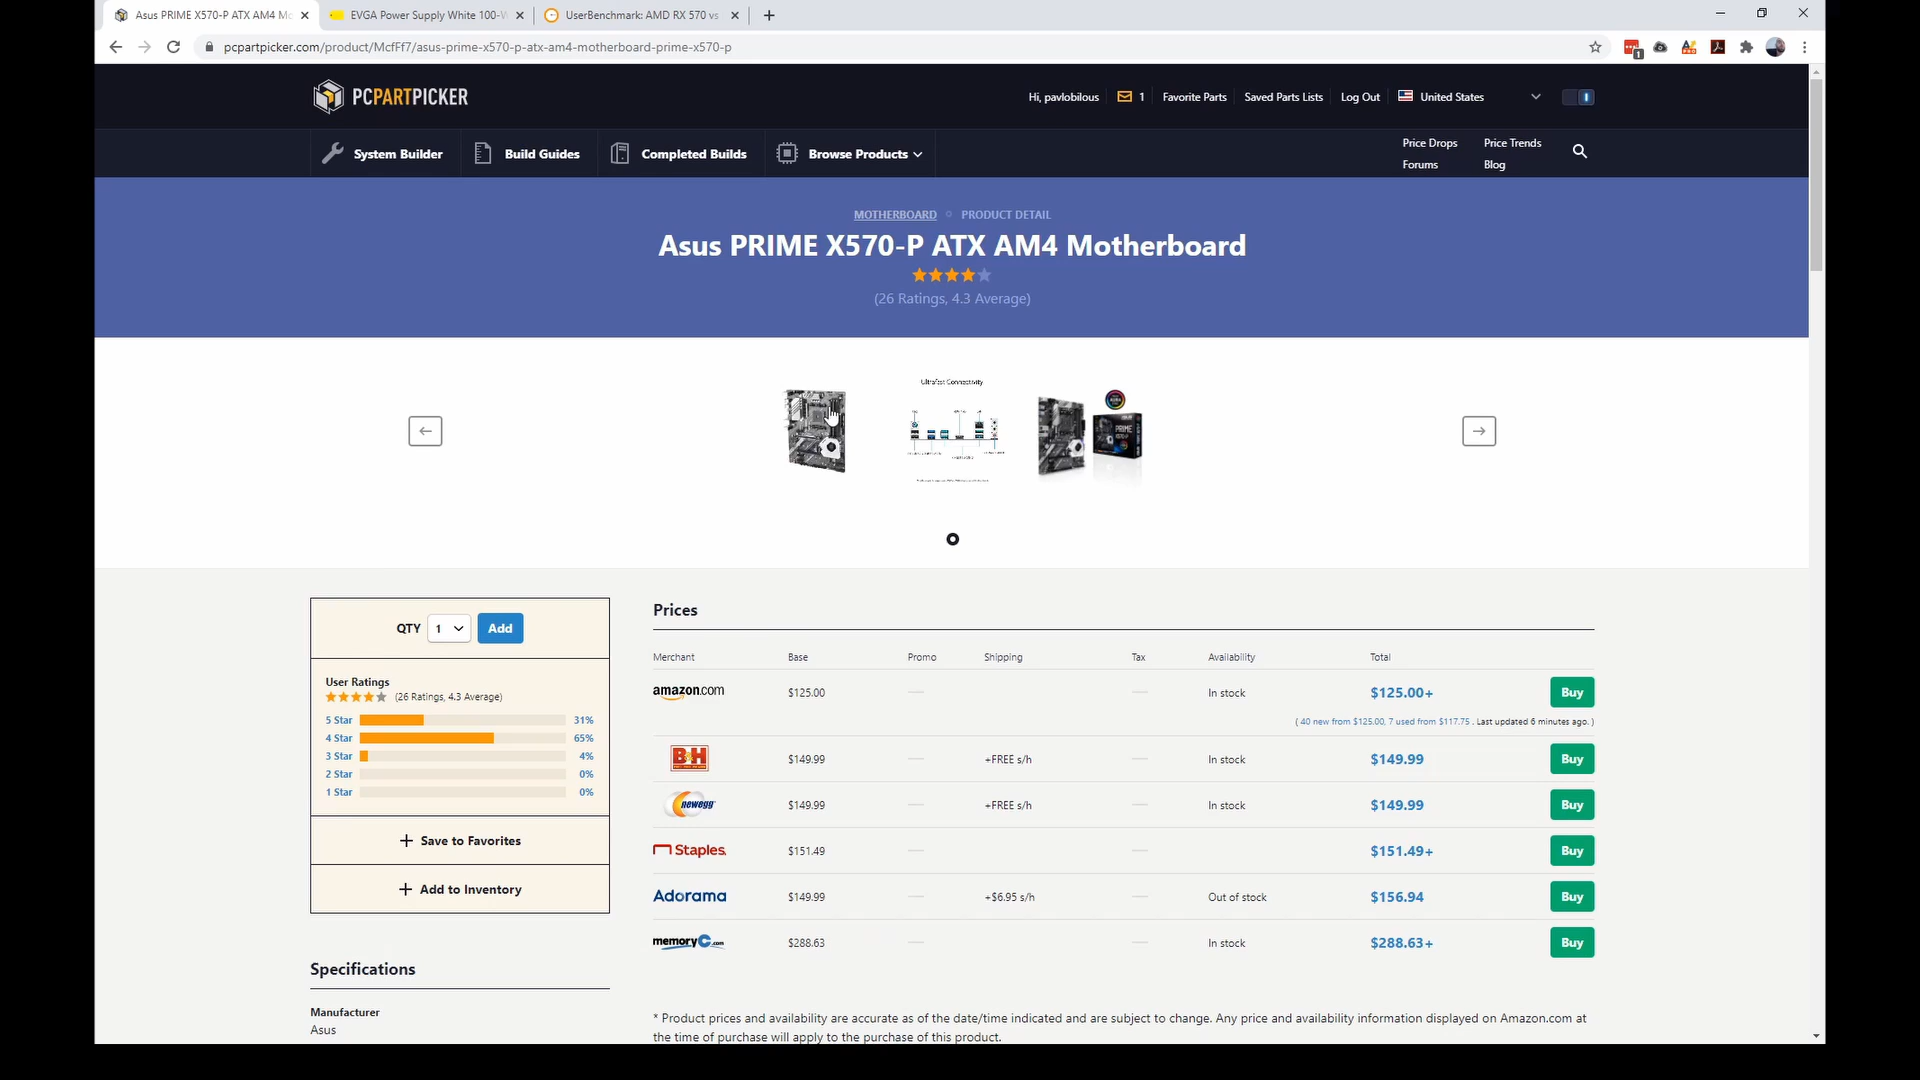 Asus PRIME X570-P ATX AM4 Mo
EVGA Power Supply White 100-W
UserBenchmark: AMD RX 570 vs
pcpartpicker.com/product/McfFf7/asus-prime-x570-p-atx-am4-motherboard-prime-x570-p
1
PCPARTPICKER
Hi, pavlobilous
1
Favorite Parts
Saved Parts Lists
Log Out
United States
System Builder
Build Guides
Completed Builds
Browse Products
Price Drops
Price Trends
Forums
Blog
MOTHERBOARD
PRODUCT DETAIL
Asus PRIME X570-P ATX AM4 Motherboard
(26 Ratings, 4.3 Average)
Ultrafast Connectivity
PRIME
QTY 1 Add
User Ratings
(26 Ratings, 4.3 Average)
5 Star 31%
4 Star 65%
3 Star 4%
2 Star 0%
1 Star 0%
Save to Favorites
Add to Inventory
Specifications
Manufacturer
Asus
Prices
Merchant Base Promo Shipping Tax Availability Total
amazon.com $125.00 — — In stock $125.00+ Buy
( 40 new from $125.00, 7 used from $117.75 . Last updated 6 minutes ago. )
B&H $149.99 — +FREE s/h — In stock $149.99 Buy
newegg $149.99 — +FREE s/h — In stock $149.99 Buy
Staples. $151.49 — — In stock $151.49+ Buy
Adorama $149.99 — +$6.95 s/h — Out of stock $156.94 Buy
memoryC.com $288.63 — — In stock $288.63+ Buy
* Product prices and availability are accurate as of the date/time indicated and are subject to change. Any price and availability information displayed on Amazon.com at
the time of purchase will apply to the purchase of this product.